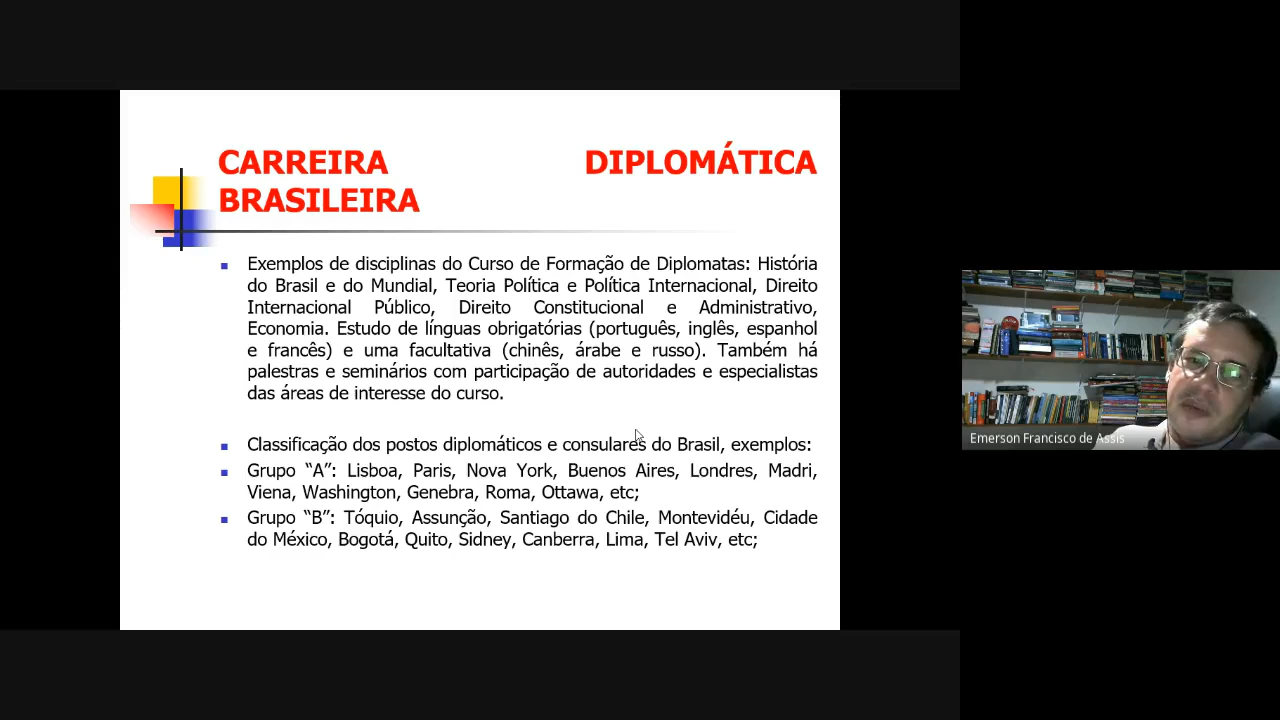 CARREIRA DIPLOMÁTICA
BRASILEIRA
Exemplos de disciplinas do Curso de Formação de Diplomatas: História
do Brasil e do Mundial, Teoria Política e Política Internacional, Direito
Internacional Público, Direito Constitucional e Administrativo,
Economia. Estudo de línguas obrigatórias (português, inglês, espanhol
e francês) e uma facultativa (chinês, árabe e russo). Também há
palestras e seminários com participação de autoridades e especialistas
das áreas de interesse do curso.
Classificação dos postos diplomáticos e consulares do Brasil, exemplos:
Grupo “A”: Lisboa, Paris, Nova York, Buenos Aires, Londres, Madri,
Viena, Washington, Genebra, Roma, Ottawa, etc;
Grupo “B”: Tóquio, Assunção, Santiago do Chile, Montevidéu, Cidade
do México, Bogotá, Quito, Sidney, Canberra, Lima, Tel Aviv, etc;
Emerson Francisco de Assis